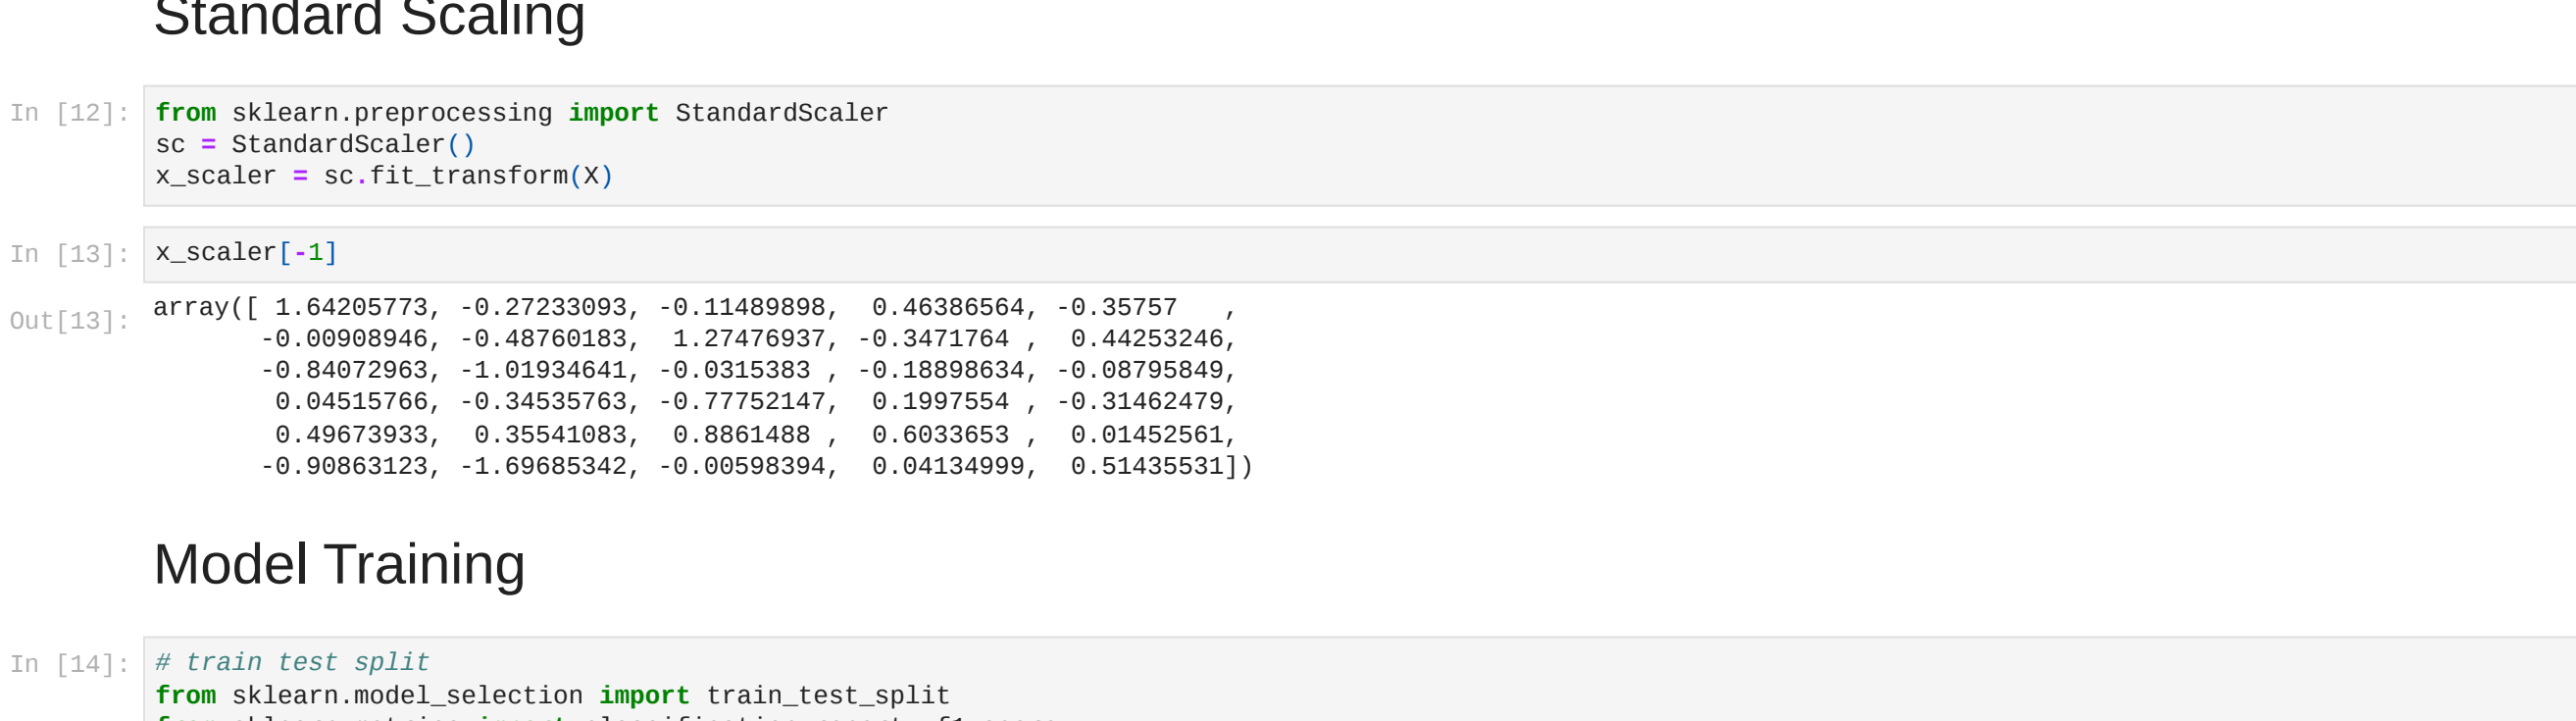 Standard Scaling
In [12]: from sklearn.preprocessing import StandardScaler
sc = StandardScaler()
x_scaler = sc.fit_transform(X)
In [13]: x_scaler[-1]
Out[13]: array([ 1.64205773, -0.27233093, -0.11489898,  0.46386564, -0.35757   ,
       -0.00908946, -0.48760183,  1.27476937, -0.3471764 ,  0.44253246,
       -0.84072963, -1.01934641, -0.0315383 , -0.18898634, -0.08795849,
        0.04515766, -0.34535763, -0.77752147,  0.1997554 , -0.31462479,
        0.49673933,  0.35541083,  0.8861488 ,  0.6033653 ,  0.01452561,
       -0.90863123, -1.69685342, -0.00598394,  0.04134999,  0.51435531])
Model Training
In [14]: # train test split
from sklearn.model_selection import train_test_split